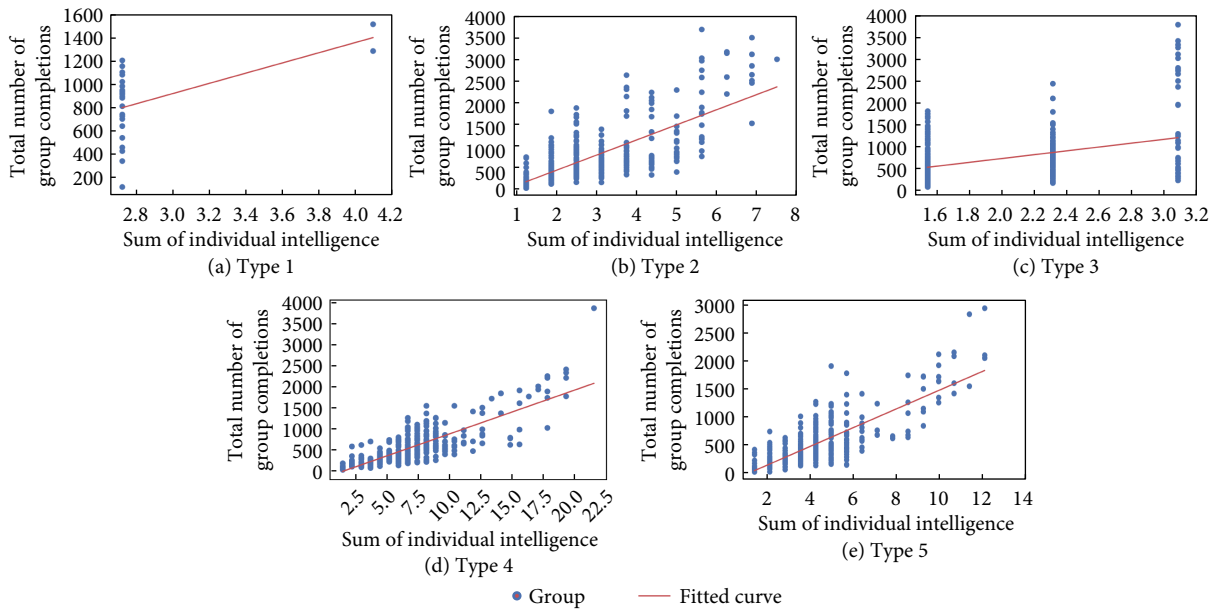 1600
1400
1200
1000
800
600
400
200
Total number of
group completions
2.8 3.0 3.2 3.4 3.6 3.8 4.0 4.2
Sum of individual intelligence
(a) Type 1
4000
3500
3000
2500
2000
1500
1000
500
0
Total number of
group completions
1 2 3 4 5 6 7 8
Sum of individual intelligence
(b) Type 2
4000
3500
3000
2500
2000
1500
1000
500
0
Total number of
group completions
1.6 1.8 2.0 2.2 2.4 2.6 2.8 3.0 3.2
Sum of individual intelligence
(c) Type 3
4000
3500
3000
2500
2000
1500
1000
500
0
Total number of
group completions
2.5 5.0 7.5 10.0 12.5 15.0 17.5 20.0 22.5
Sum of individual intelligence
(d) Type 4
3000
2500
2000
1500
1000
500
0
Total number of
group completions
2 4 6 8 10 12 14
Sum of individual intelligence
(e) Type 5
Group
Fitted curve